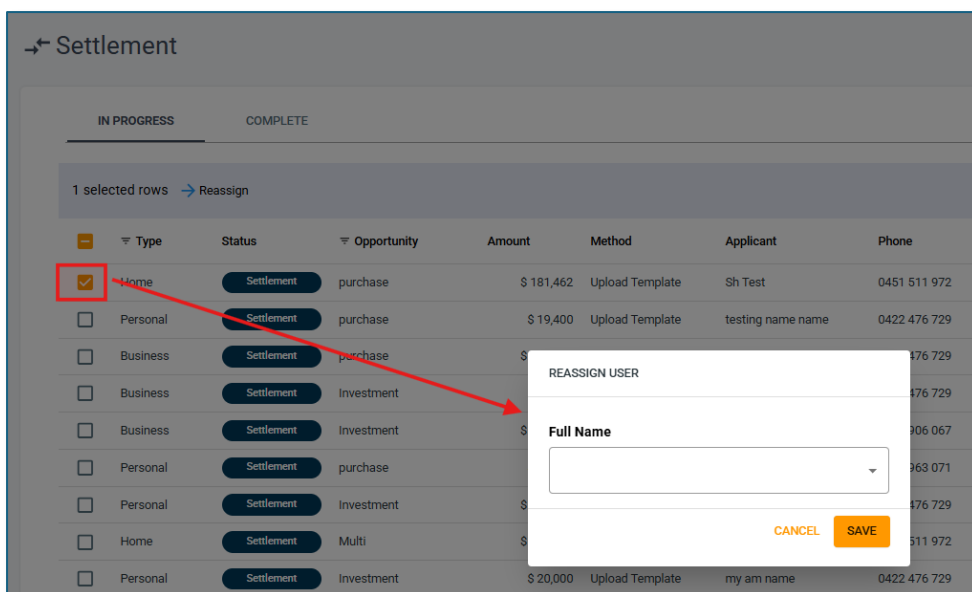 Settlement
IN PROGRESS COMPLETE
1 selected rows Reassign
Type Status Opportunity Amount Method Applicant Phone
Home Settlement purchase $ 181,462 Upload Template Sh Test 0451 511 972
Personal Settlement purchase $ 19,400 Upload Template testing name name 0422 476 729
Business Settlement purchase $ 476 729
REASSIGN USER
Business Settlement Investment 476 729
Business Settlement Investment $ 906 067
Full Name
Personal Settlement purchase 963 071
Personal Settlement Investment $ 476 729
Home Settlement Multi $ 511 972
CANCEL SAVE
Personal Settlement Investment $ 20,000 Upload Template my am name 0422 476 729